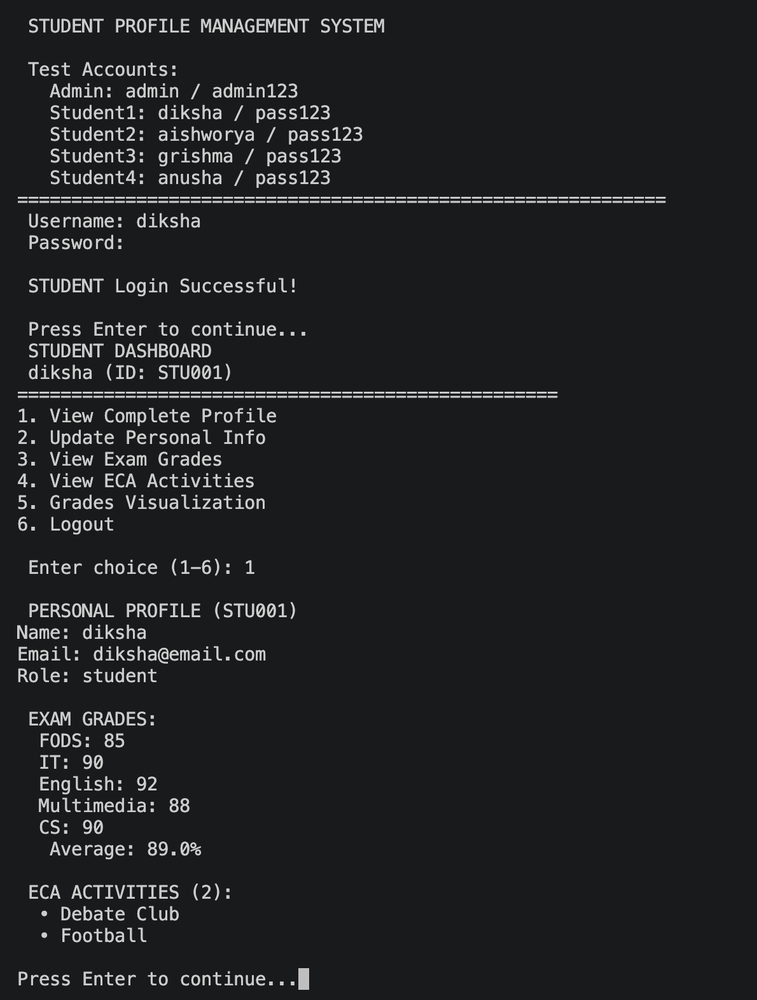 STUDENT PROFILE MANAGEMENT SYSTEM
Test Accounts:
Admin: admin / admin123
Student1: diksha / pass123
Student2: aishworya / pass123
Student3: grishma / pass123
Student4: anusha / pass123
============================================================
Username: diksha
Password:
STUDENT Login Successful!
Press Enter to continue...
STUDENT DASHBOARD
diksha (ID: STU001)
==================================================
1. View Complete Profile
2. Update Personal Info
3. View Exam Grades
4. View ECA Activities
5. Grades Visualization
6. Logout
Enter choice (1-6): 1
PERSONAL PROFILE (STU001)
Name: diksha
Email: diksha@email.com
Role: student
EXAM GRADES:
FODS: 85
IT: 90
English: 92
Multimedia: 88
CS: 90
Average: 89.0%
ECA ACTIVITIES (2):
• Debate Club
• Football
Press Enter to continue...